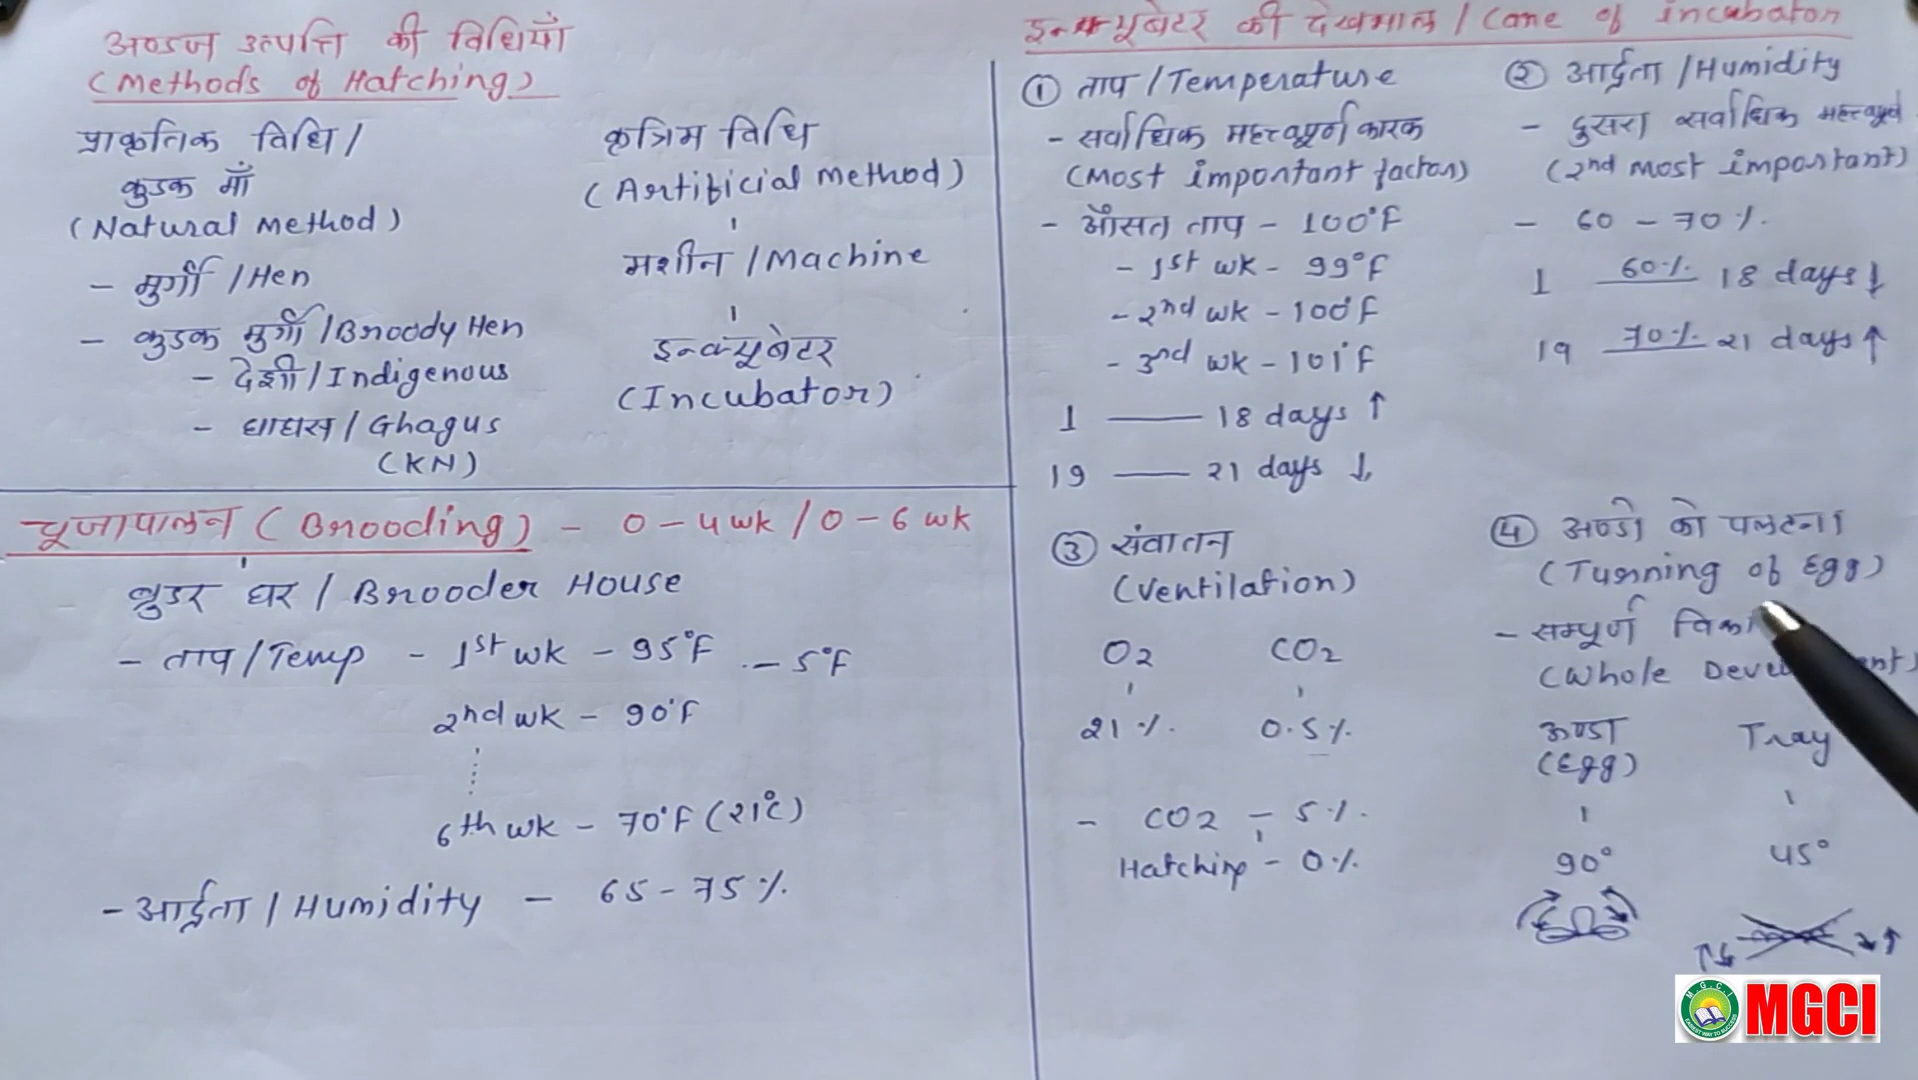 अण्डज उत्पत्ति की विधियाँ
(Methods of Hatching)
प्राकृतिक विधि /
कुडक माँ
(Natural method)
- मुर्गी / Hen
- कुडक मुर्गी / Broody Hen
- देशी / Indigenous
- घाघस / Ghagus
(KN)
कृत्रिम विधि
(Artificial method)
मशीन / Machine
इन्क्यूबेटर
(Incubator)
चूजापालन (Brooding) - 0-4 wk / 0-6 wk
ब्रुडर घर / Brooder House
- ताप / Temp - 1st wk - 95°F - 5°F
2nd wk - 90°F
6th wk - 70°F (21°C)
- आर्द्रता / Humidity - 65-75%
इन्क्यूबेटर की देखभाल / Care of incubator
① ताप / Temperature
- सर्वाधिक महत्वपूर्ण कारक
(Most important factor)
- औसत ताप - 100°F
- 1st wk - 99°F
- 2nd wk - 100°F
- 3rd wk - 101°F
1 — 18 days ↑
19 — 21 days ↓
② आर्द्रता / Humidity
- दुसरा सर्वाधिक महत्वपूर्ण
(2nd most important)
- 60 - 70%
1 60% 18 days ↓
19 70% 21 days ↑
③ संवातन
(Ventilation)
O2 CO2
21% 0.5%
- CO2 - 5%
Hatching - 0%
④ अण्डो को पलटना
(Turning of Egg)
- सम्पूर्ण
(Whole
अण्डा Tray
(Egg)
90° 45°
M.G.C.I
EASIEST WAY TO SUCCESS
MGCI